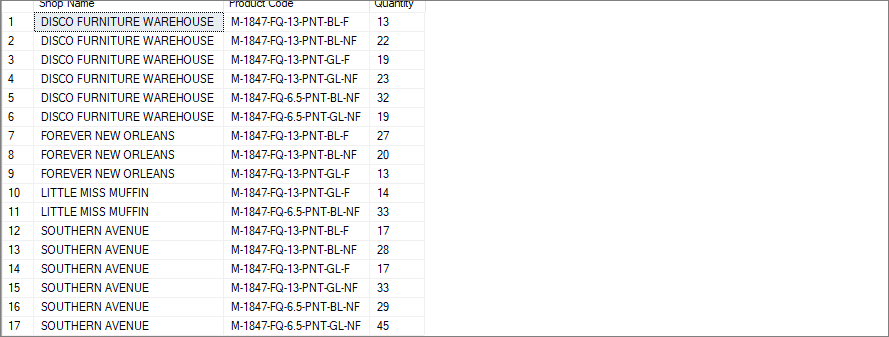 Shop Name Product Code Quantity
1 DISCO FURNITURE WAREHOUSE M-1847-FQ-13-PNT-BL-F 13
2 DISCO FURNITURE WAREHOUSE M-1847-FQ-13-PNT-BL-NF 22
3 DISCO FURNITURE WAREHOUSE M-1847-FQ-13-PNT-GL-F 19
4 DISCO FURNITURE WAREHOUSE M-1847-FQ-13-PNT-GL-NF 23
5 DISCO FURNITURE WAREHOUSE M-1847-FQ-6.5-PNT-BL-NF 32
6 DISCO FURNITURE WAREHOUSE M-1847-FQ-6.5-PNT-GL-NF 19
7 FOREVER NEW ORLEANS M-1847-FQ-13-PNT-BL-F 27
8 FOREVER NEW ORLEANS M-1847-FQ-13-PNT-BL-NF 20
9 FOREVER NEW ORLEANS M-1847-FQ-13-PNT-GL-F 13
10 LITTLE MISS MUFFIN M-1847-FQ-13-PNT-GL-F 14
11 LITTLE MISS MUFFIN M-1847-FQ-6.5-PNT-BL-NF 33
12 SOUTHERN AVENUE M-1847-FQ-13-PNT-BL-F 17
13 SOUTHERN AVENUE M-1847-FQ-13-PNT-BL-NF 28
14 SOUTHERN AVENUE M-1847-FQ-13-PNT-GL-F 17
15 SOUTHERN AVENUE M-1847-FQ-13-PNT-GL-NF 33
16 SOUTHERN AVENUE M-1847-FQ-6.5-PNT-BL-NF 29
17 SOUTHERN AVENUE M-1847-FQ-6.5-PNT-GL-NF 45